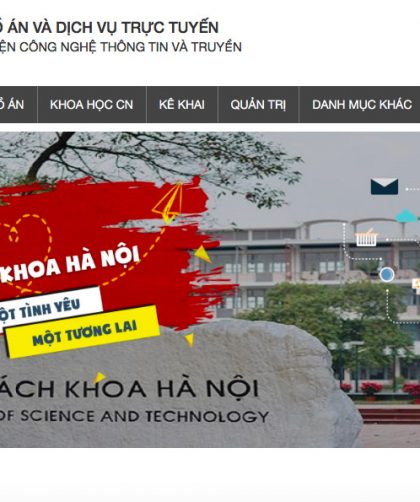 Ồ ÁN VÀ DỊCH VỤ TRỰC TUYẾN
IỆN CÔNG NGHỆ THÔNG TIN VÀ TRUYỀN
Ồ ÁN KHOA HỌC CN KÊ KHAI QUẢN TRỊ DANH MỤC KHÁC
KHOA HÀ NỘI
ỘT TÌNH YÊU
MỘT TƯƠNG LAI
ÁCH KHOA HÀ NỘI
OF SCIENCE AND TECHNOLOGY